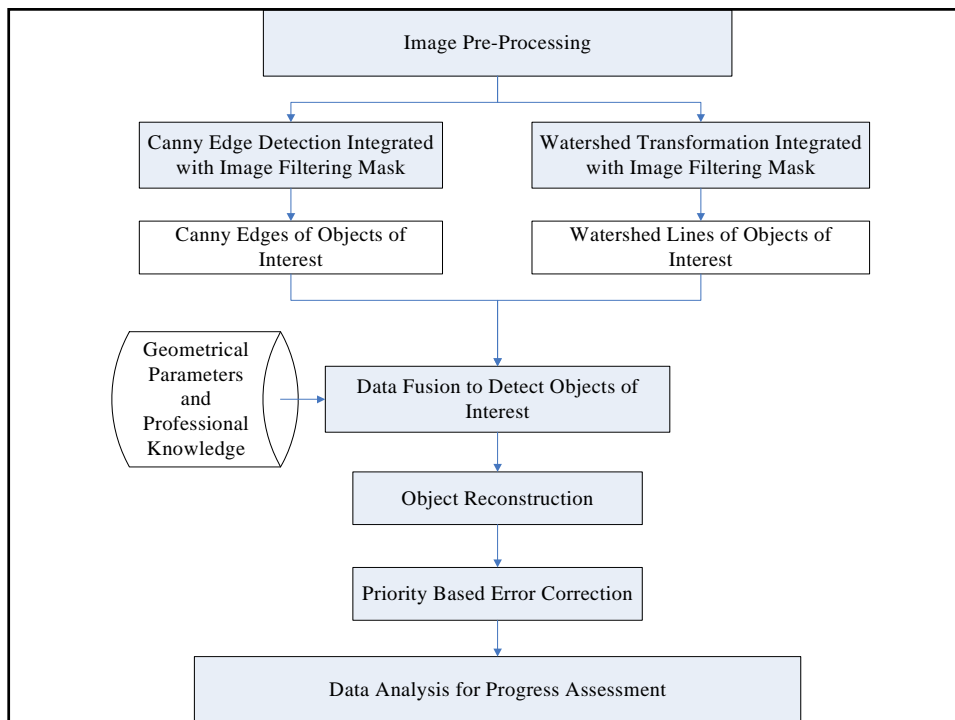 Image Pre-Processing
Canny Edge Detection Integrated
with Image Filtering Mask
Watershed Transformation Integrated
with Image Filtering Mask
Canny Edges of Objects of
Interest
Watershed Lines of Objects of
Interest
Geometrical
Parameters
and
Professional
Knowledge
Data Fusion to Detect Objects of
Interest
Object Reconstruction
Priority Based Error Correction
Data Analysis for Progress Assessment